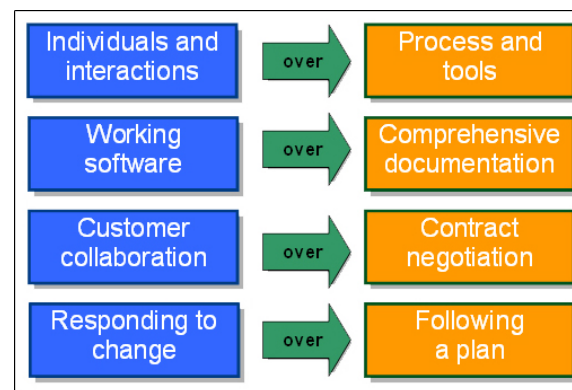 Individuals and
interactions
over
Process and
tools
Working
software
over
Comprehensive
documentation
Customer
collaboration
over
Contract
negotiation
Responding to
change
over
Following
a plan